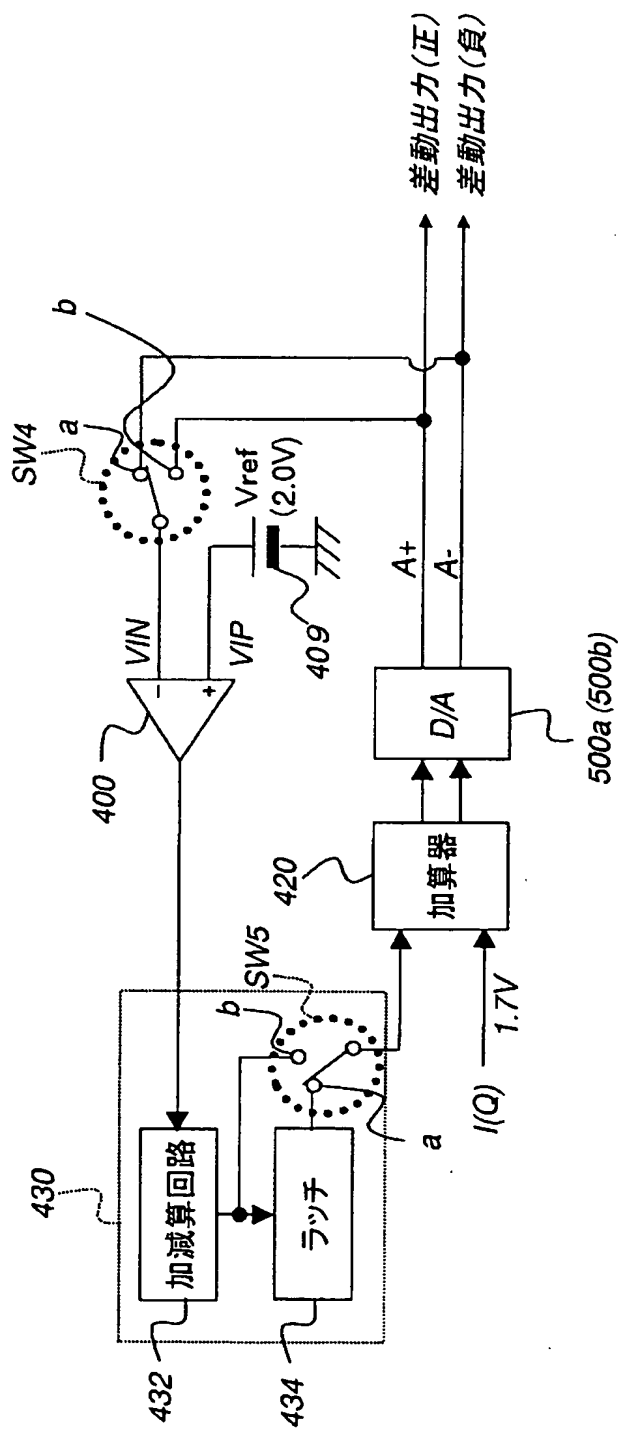 430
432
加減算回路
434
ラッチ
b
SW5
a
400
VIN
VIP
−
+
SW4
a
b
Vref
(2.0V)
409
420
加算器
I(Q)
1.7V
D/A
500a (500b)
A+
A-
差動出力(正)
差動出力(負)